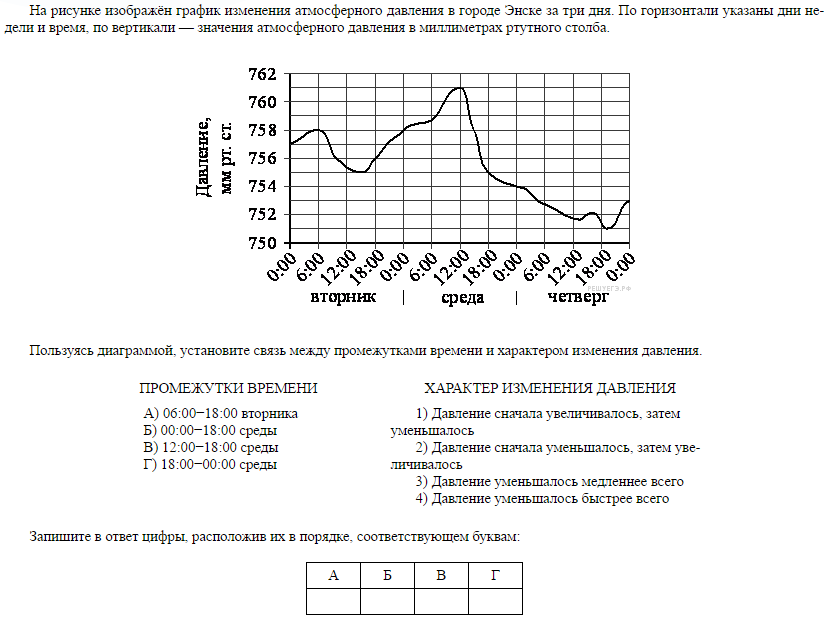 На рисунке изображён график изменения атмосферного давления в городе Энске за три дня. По горизонтали указаны дни не-
дели и время, по вертикали — значения атмосферного давления в миллиметрах ртутного столба.
Давление,
мм рт. ст.
762
760
758
756
754
752
750
0:00 6:00 12:00 18:00 0:00 6:00 12:00 18:00 0:00 6:00 12:00 18:00 0:00
вторник | среда | четверг
РЕШУЕГЭ.РФ
Пользуясь диаграммой, установите связь между промежутками времени и характером изменения давления.
ПРОМЕЖУТКИ ВРЕМЕНИ
А) 06:00−18:00 вторника
Б) 00:00−18:00 среды
В) 12:00−18:00 среды
Г) 18:00−00:00 среды
ХАРАКТЕР ИЗМЕНЕНИЯ ДАВЛЕНИЯ
1) Давление сначала увеличивалось, затем
уменьшалось
2) Давление сначала уменьшалось, затем уве-
личивалось
3) Давление уменьшалось медленнее всего
4) Давление уменьшалось быстрее всего
Запишите в ответ цифры, расположив их в порядке, соответствующем буквам:
А Б В Г